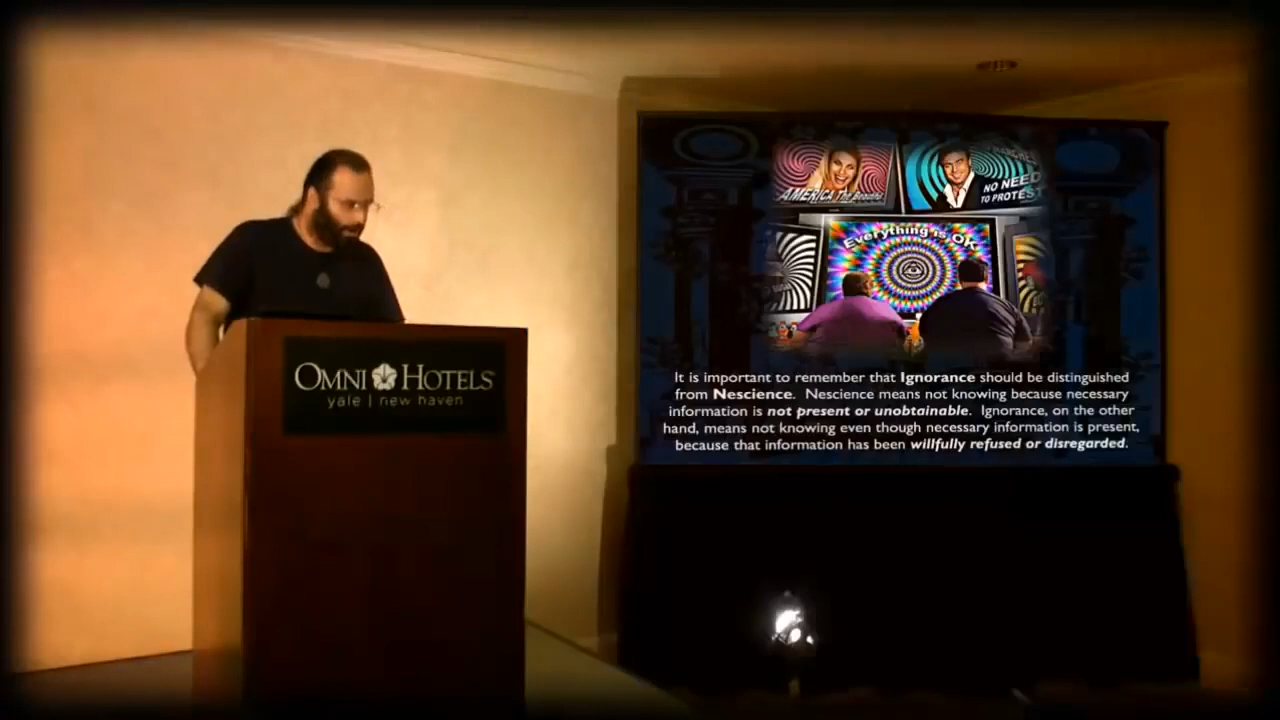 OMNI HOTELS
yale | new haven
AMERICA The Beautiful
NO NEED
TO PROTEST
Everything is OK
It is important to remember that Ignorance should be distinguished
from Nescience. Nescience means not knowing because necessary
information is not present or unobtainable. Ignorance, on the other
hand, means not knowing even though necessary information is present,
because that information has been willfully refused or disregarded.